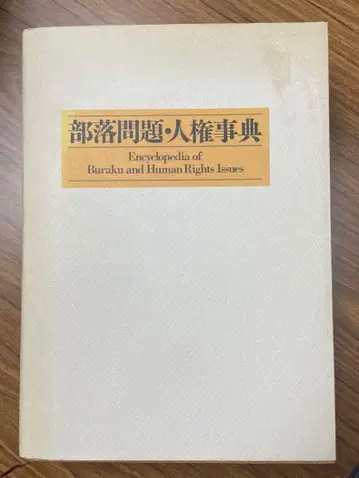 部落問題・人権事典
Encyclopedia of
Buraku and Human Rights Issues